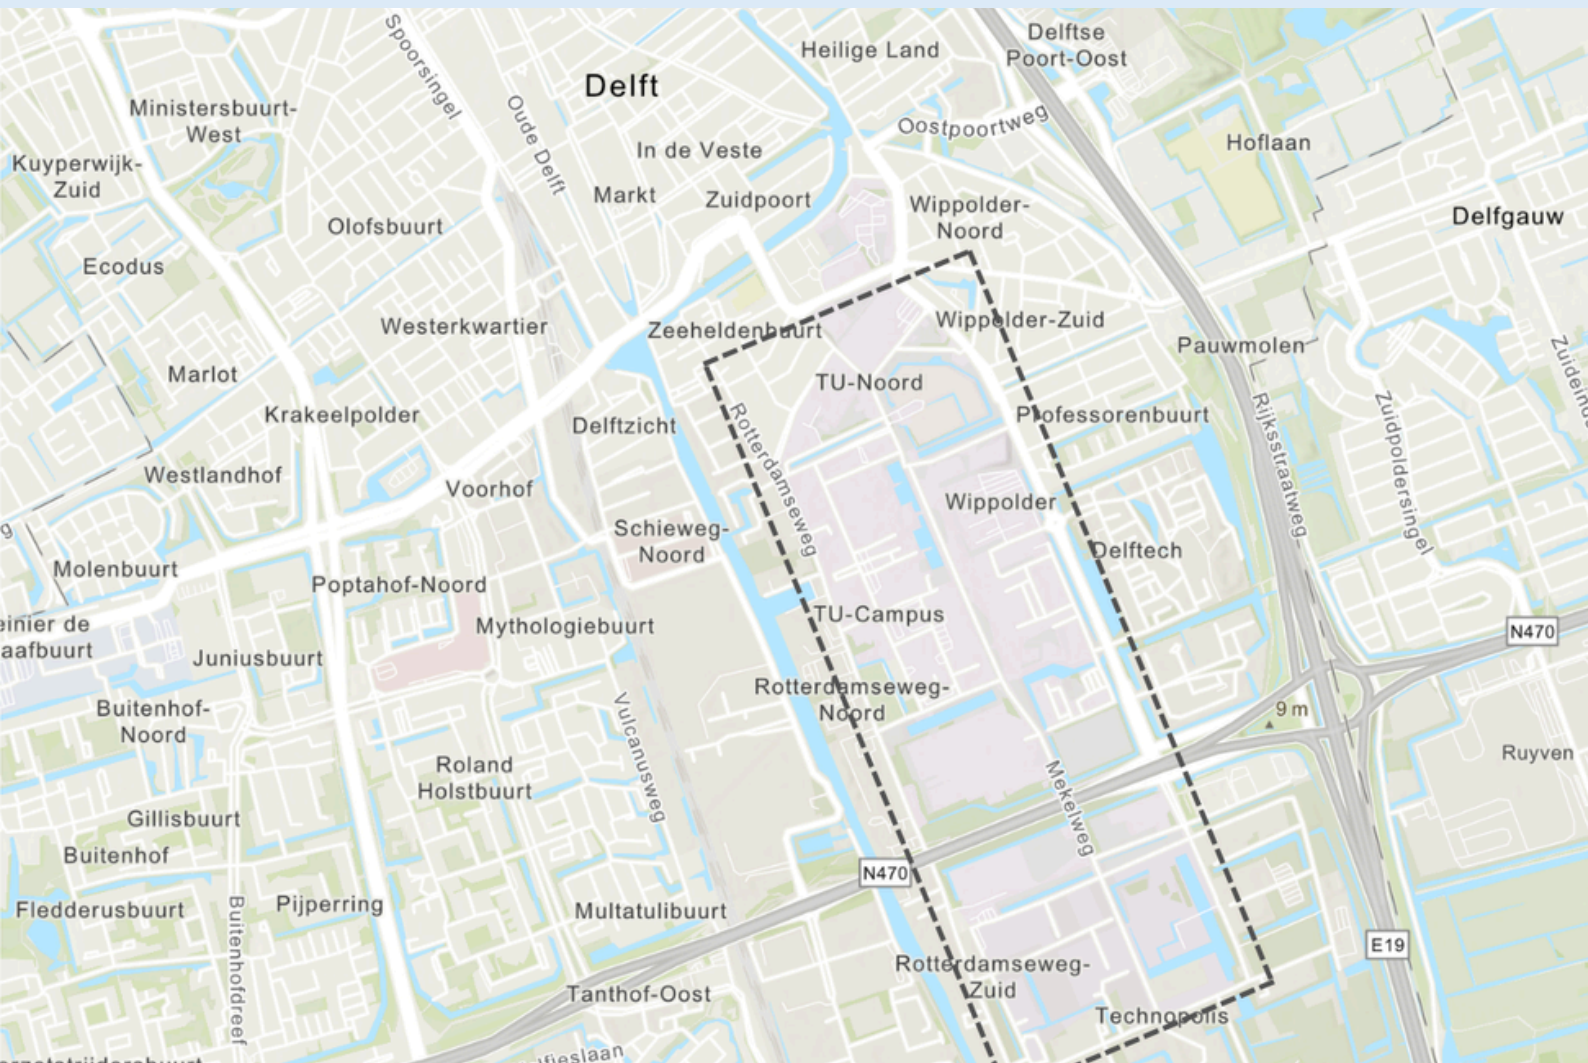 Delftse
Poort-Oost
Heilige Land
Spoorsingel
Delft
Oude Delft
Ministersbuurt-
West
Oostpoortweg
Hoflaan
In de Veste
Kuyperwijk-
Zuid
Markt
Zuidpoort
Wippolder-
Noord
Delfgauw
Olofsbuurt
Ecodus
Westerkwartier
Zeeheldenbuurt
Wippolder-Zuid
Pauwmolen
Marlot
TU-Noord
Krakeelpolder
Delftzicht
Rotterdamseweg
Professorenbuurt
Rijksstraatweg
Zuidpoldersingel
Westlandhof
Voorhof
Wippolder
Schieweg-
Noord
Delftech
Molenbuurt
Poptahof-Noord
TU-Campus
Mythologiebuurt
N470
Juniusbuurt
Rotterdamseweg-
Noord
Buitenhof-
Noord
9 m
Vulcanusweg
Ruyven
Roland
Holstbuurt
Mekelweg
Gillisbuurt
Buitenhof
N470
Fledderusbuurt
Buitenhofdreef
Pijperring
Multatulibuurt
E19
Rotterdamseweg-
Zuid
Tanthof-Oost
Technopolis